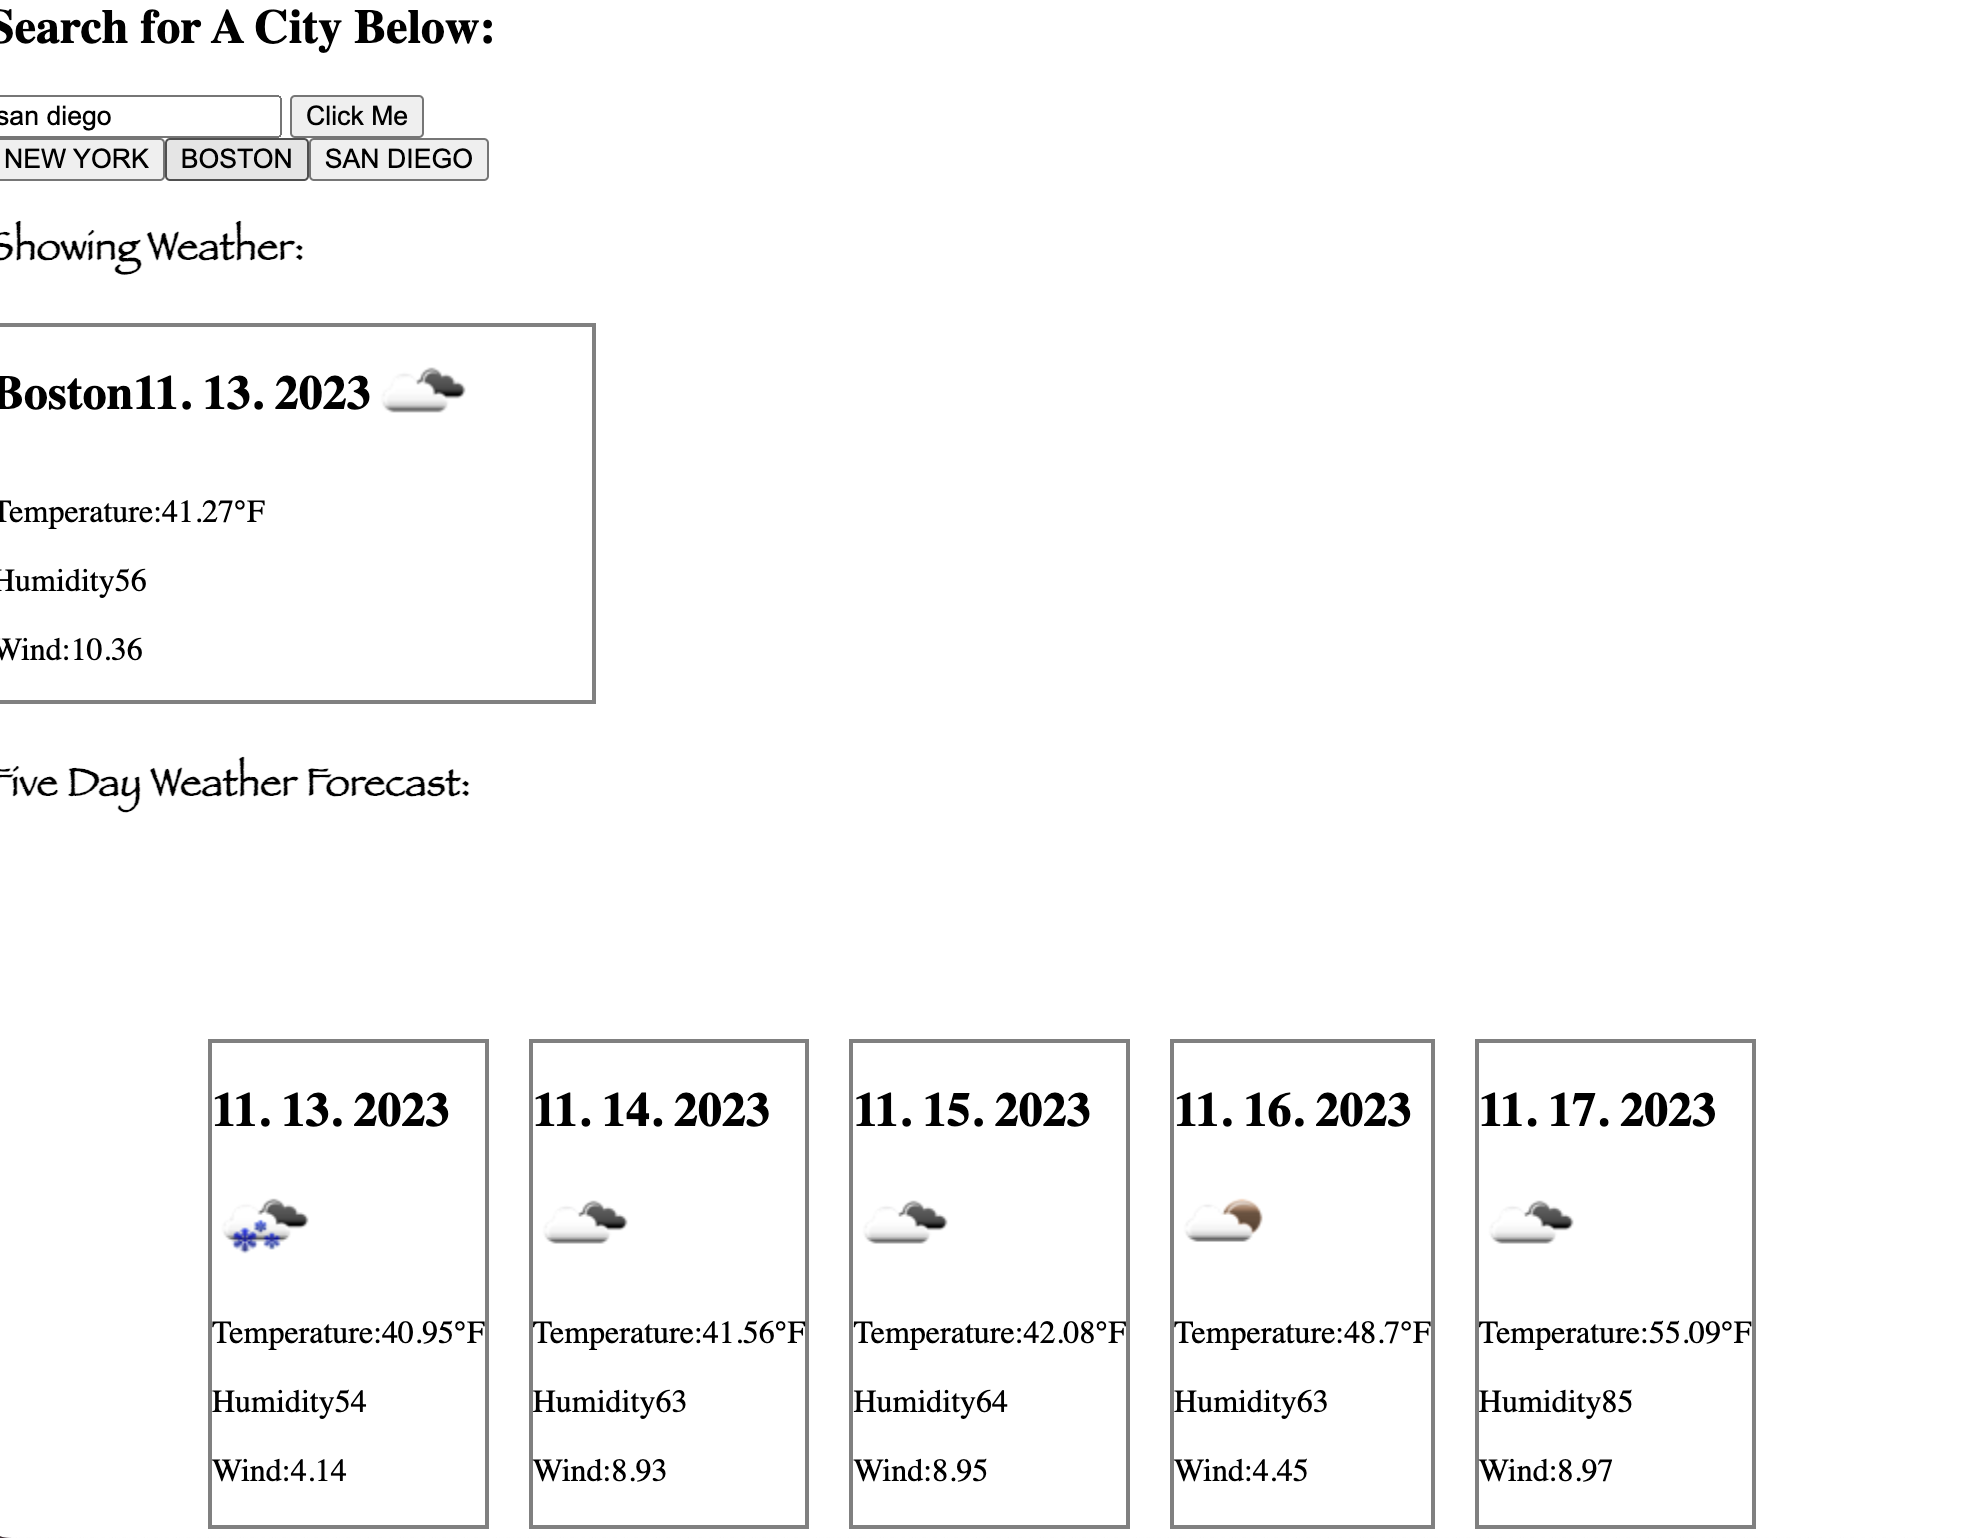 Search for A City Below:
san diego Click Me
NEW YORK BOSTON SAN DIEGO
Showing Weather:
Boston11. 13. 2023
Temperature:41.27°F
Humidity56
Wind:10.36
Five Day Weather Forecast:
11. 13. 2023
Temperature:40.95°F
Humidity54
Wind:4.14
11. 14. 2023
Temperature:41.56°F
Humidity63
Wind:8.93
11. 15. 2023
Temperature:42.08°F
Humidity64
Wind:8.95
11. 16. 2023
Temperature:48.7°F
Humidity63
Wind:4.45
11. 17. 2023
Temperature:55.09°F
Humidity85
Wind:8.97